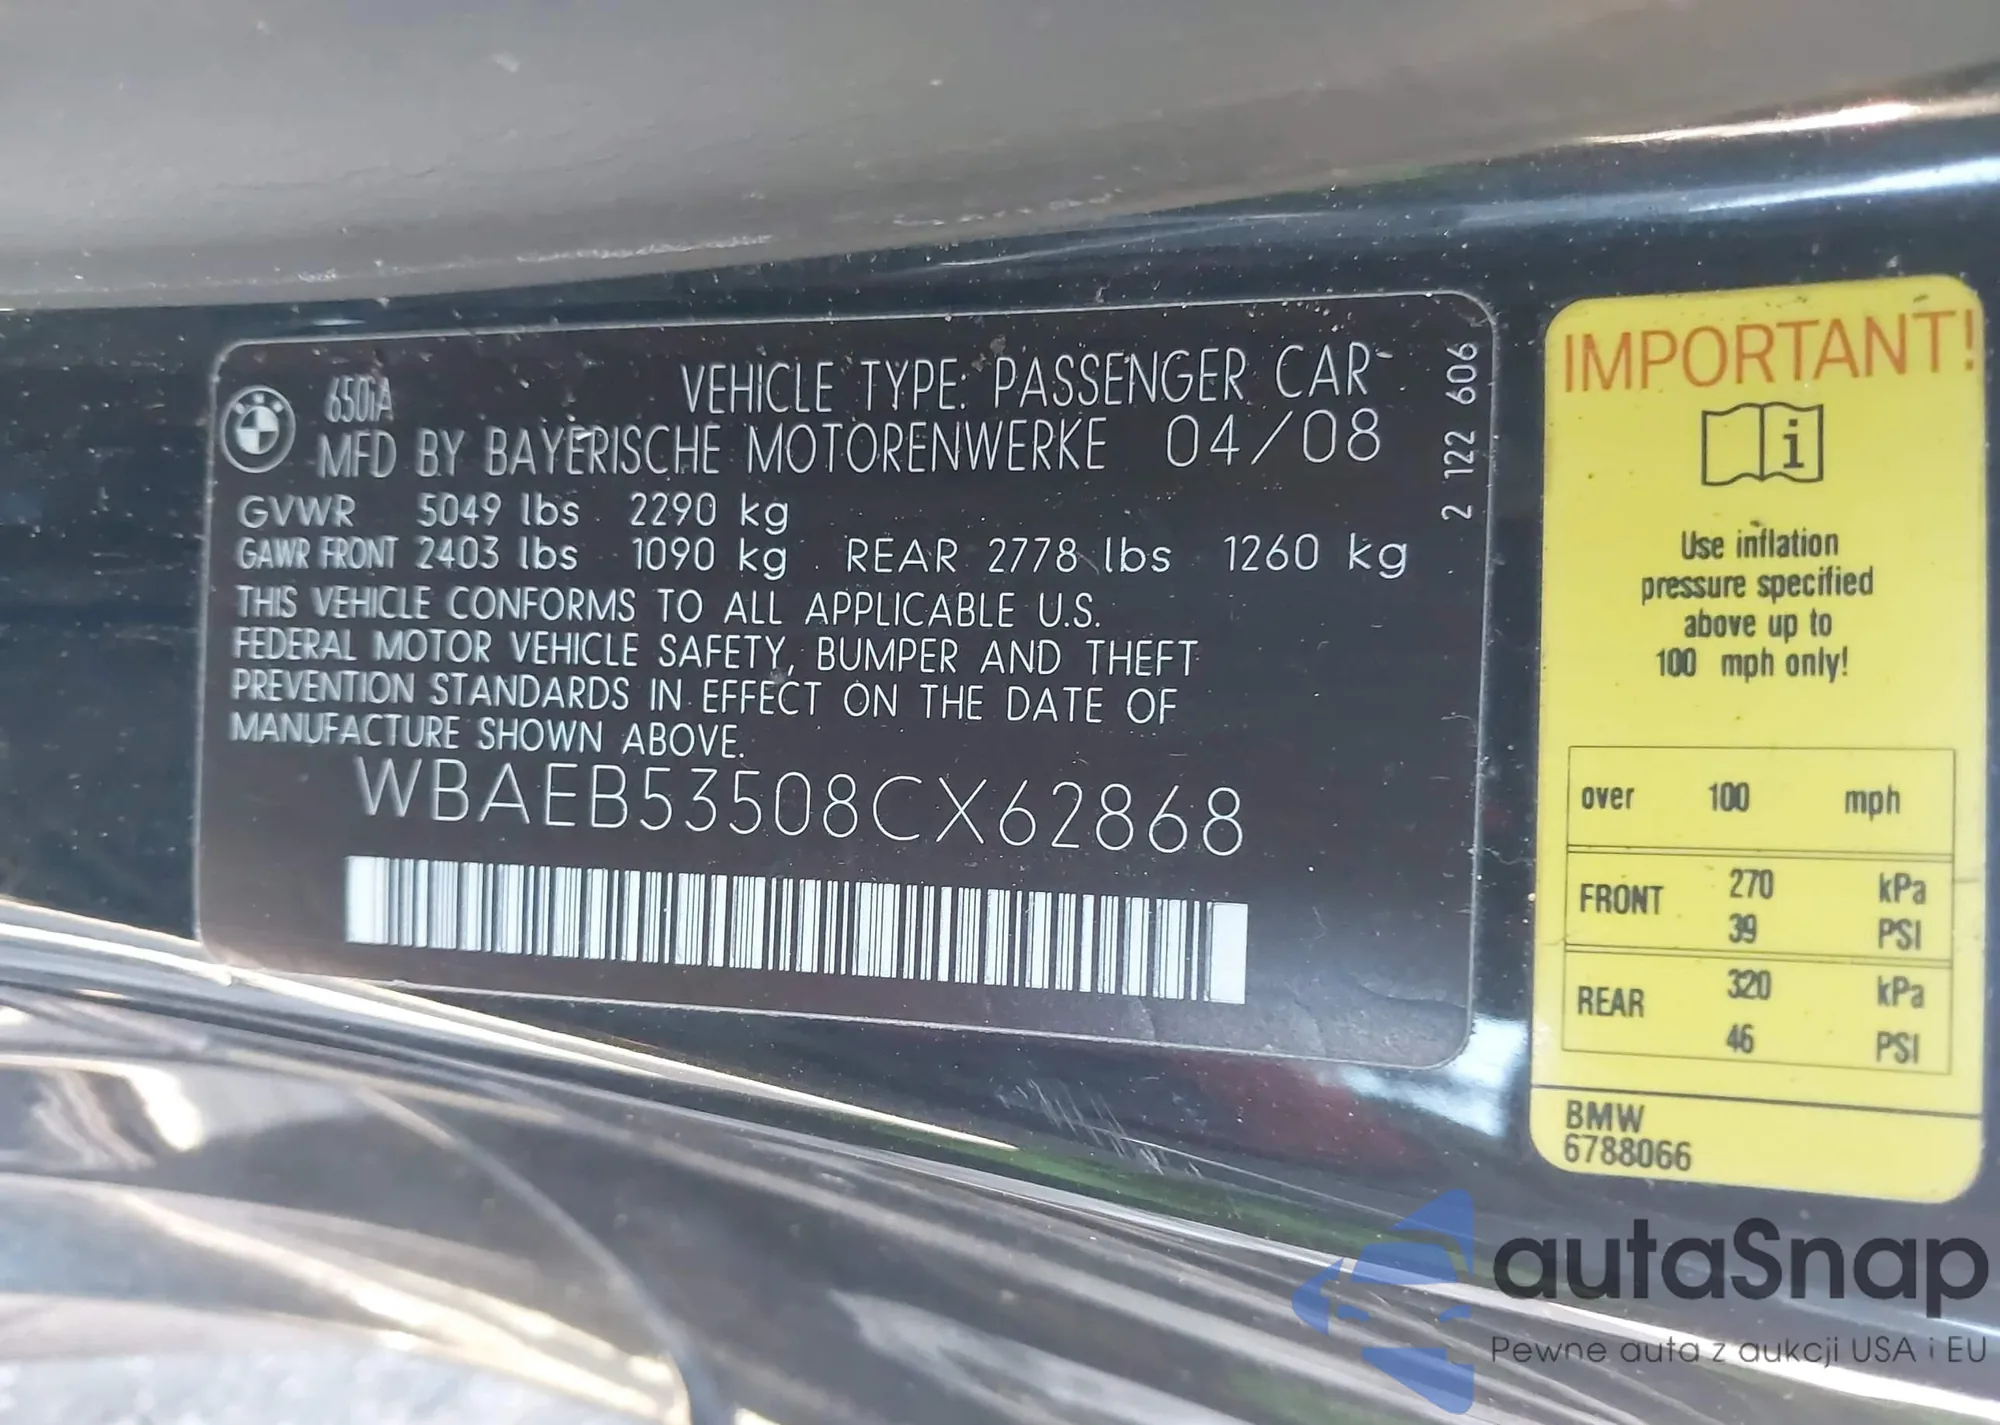 650iA
VEHICLE TYPE: PASSENGER CAR
MFD BY BAYERISCHE MOTORENWERKE 04/08
GVWR 5049 lbs 2290 kg
GAWR FRONT 2403 lbs 1090 kg REAR 2778 lbs 1260 kg
THIS VEHICLE CONFORMS TO ALL APPLICABLE U.S.
FEDERAL MOTOR VEHICLE SAFETY, BUMPER AND THEFT
PREVENTION STANDARDS IN EFFECT ON THE DATE OF
MANUFACTURE SHOWN ABOVE.
WBAEB53508CX62868
2 122 606
IMPORTANT!
i
Use inflation
pressure specified
above up to
100 mph only!
over 100 mph
FRONT 270 kPa
39 PSI
REAR 320 kPa
46 PSI
BMW
6788066
autaSnap
Pewne auta z aukcji USA i EU